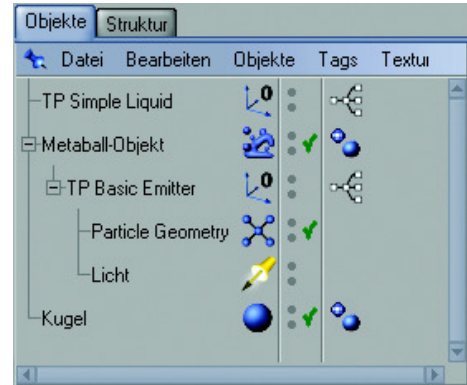 Objekte Struktur
Datei Bearbeiten Objekte Tags Textur
TP Simple Liquid
Metaball-Objekt
TP Basic Emitter
Particle Geometry
Licht
Kugel